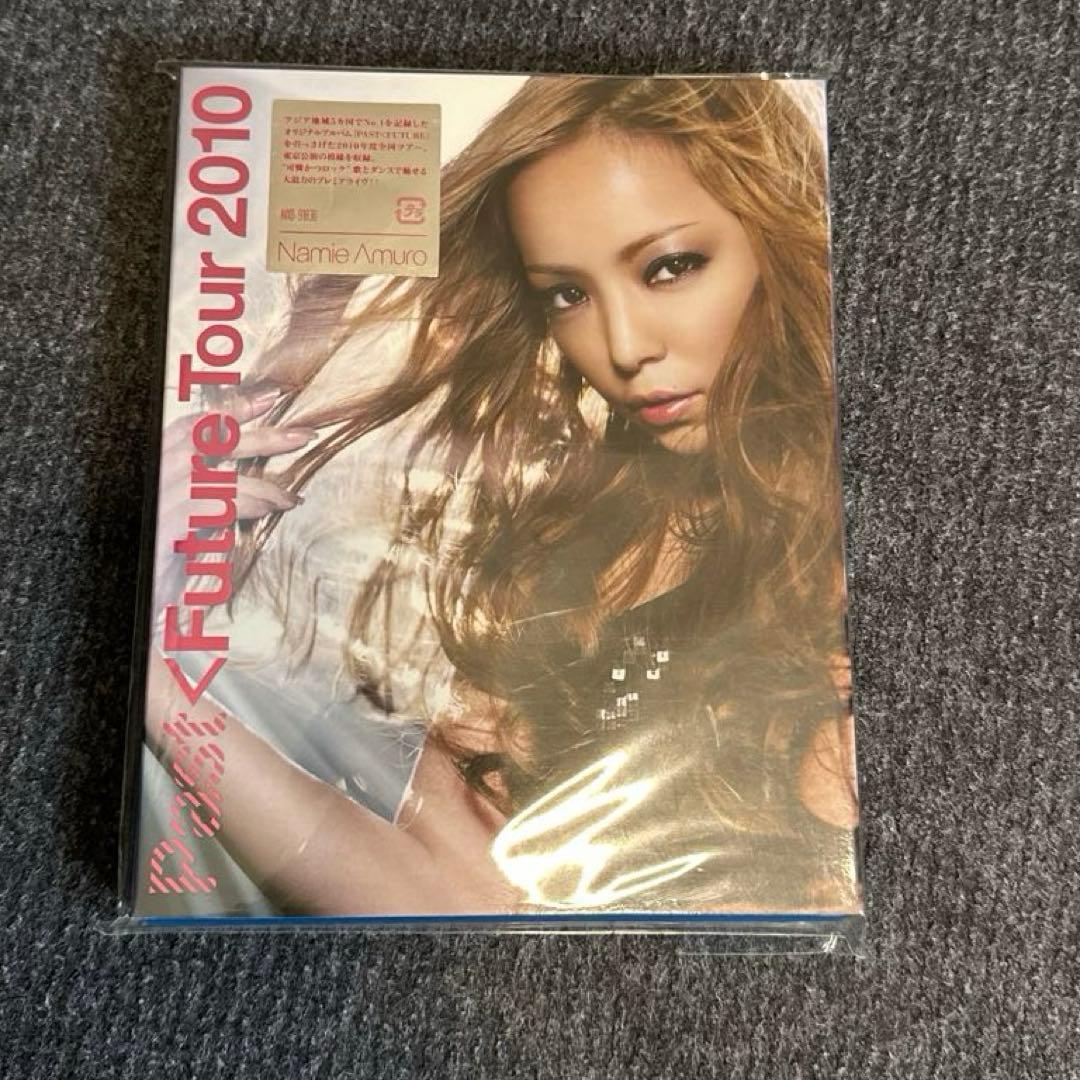 Past<Future Tour 2010
アジア地域5カ国でNo.1を記録した
オリジナルアルバム『PAST<FUTURE』
を引っさげた2010年度全国ツアー、
東京公演の模様を収録。
"可憐かつロック" 歌とダンスで魅せる
大迫力のプレミアライヴ!!
Namie Amuro